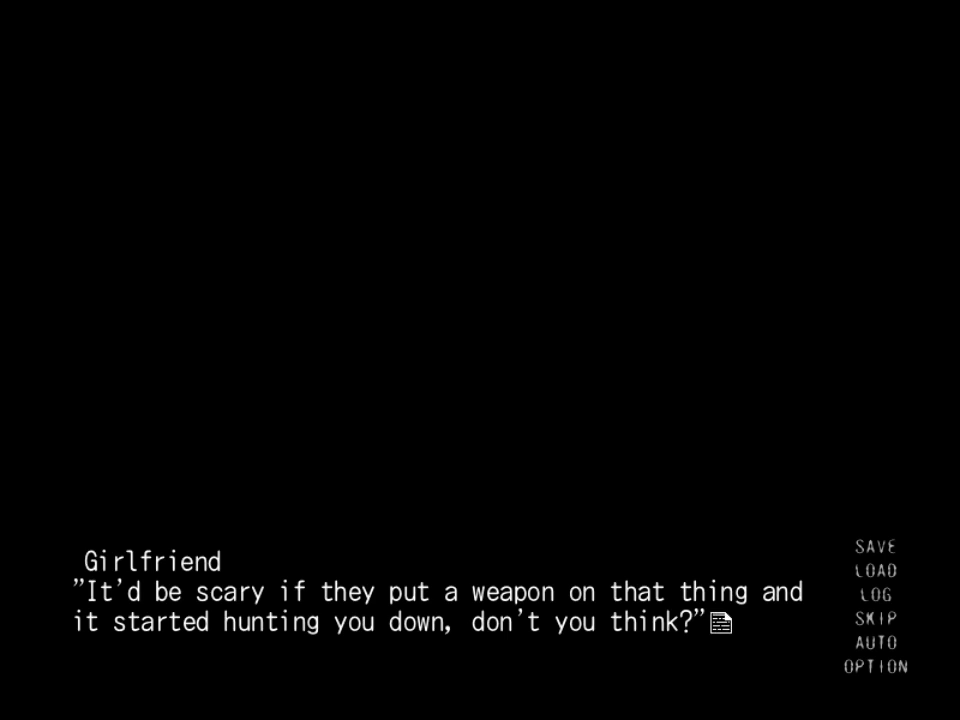 Girlfriend
”It’d be scary if they put a weapon on that thing and
it started hunting you down, don’t you think?”
SAVE
LOAD
LOG
SKIP
AUTO
OPTION